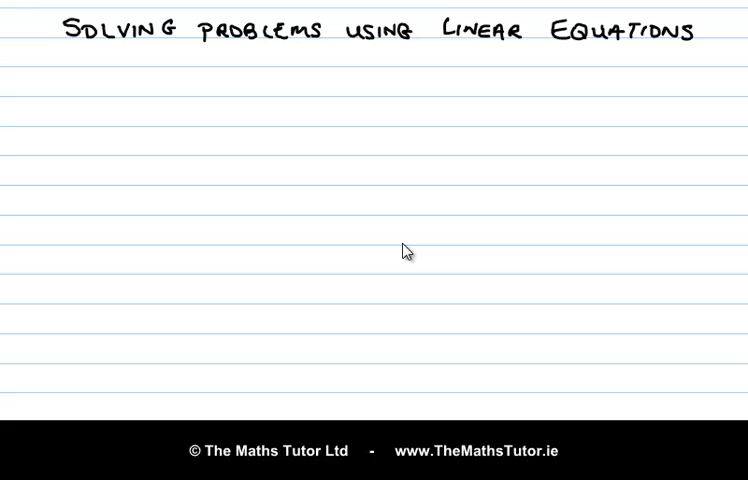 SOLVING PROBLEMS USING LINEAR EQUATIONS
© The Maths Tutor Ltd - www.TheMathsTutor.ie